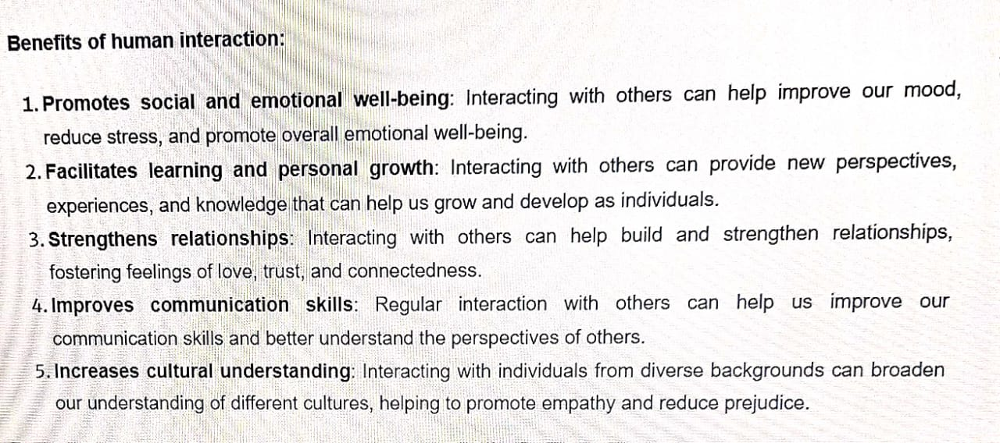 Benefits of human interaction:
1. Promotes social and emotional well-being: Interacting with others can help improve our mood,
reduce stress, and promote overall emotional well-being.
2. Facilitates learning and personal growth: Interacting with others can provide new perspectives,
experiences, and knowledge that can help us grow and develop as individuals.
3. Strengthens relationships: Interacting with others can help build and strengthen relationships,
fostering feelings of love, trust, and connectedness.
4. Improves communication skills: Regular interaction with others can help us improve our
communication skills and better understand the perspectives of others.
5. Increases cultural understanding: Interacting with individuals from diverse backgrounds can broaden
our understanding of different cultures, helping to promote empathy and reduce prejudice.